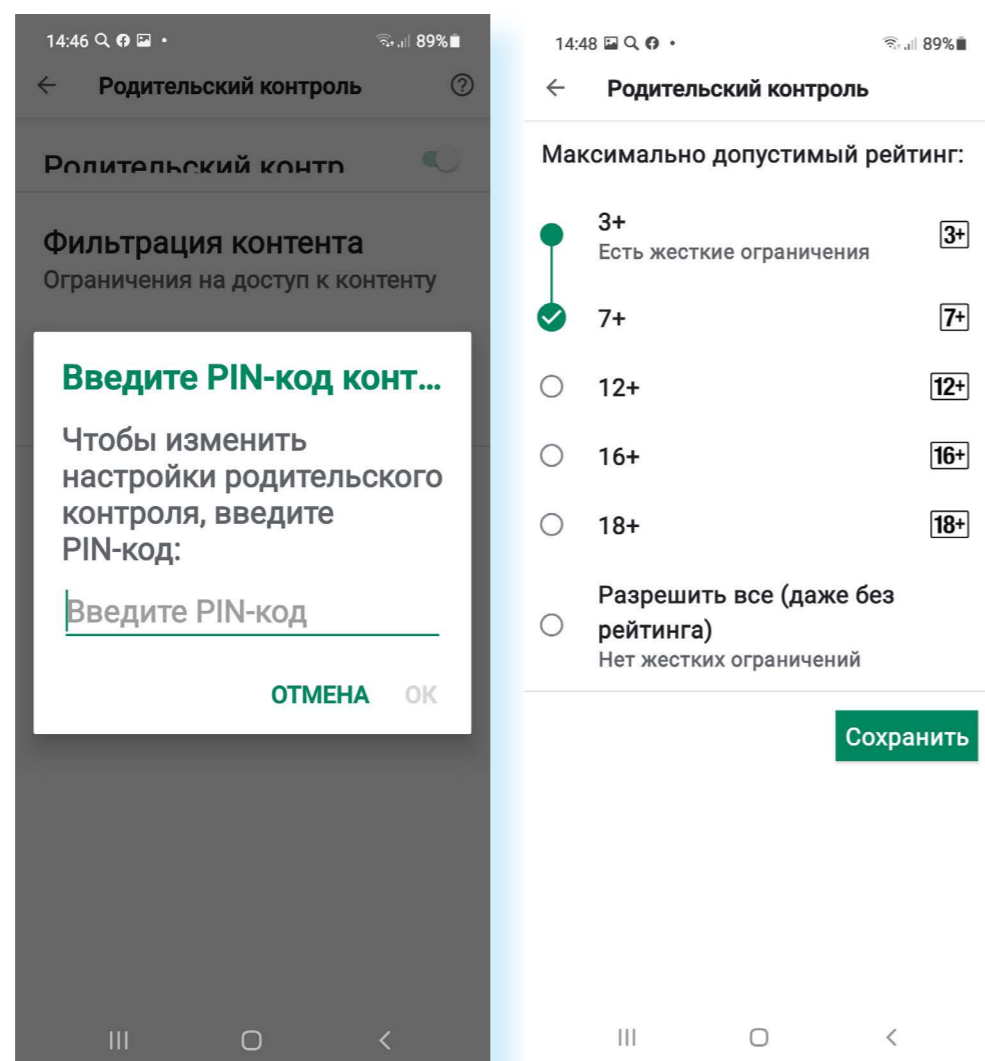 14:46
89%
Родительский контроль
Родительский контр
Фильтрация контента
Ограничения на доступ к контенту
Введите PIN-код конт...
Чтобы изменить
настройки родительского
контроля, введите
PIN-код:
Введите PIN-код
ОТМЕНА OK
14:48
89%
Родительский контроль
Максимально допустимый рейтинг:
3+
3+
Есть жесткие ограничения
7+ 7+
12+ 12+
16+ 16+
18+ 18+
Разрешить все (даже без
рейтинга)
Нет жестких ограничений
Сохранить